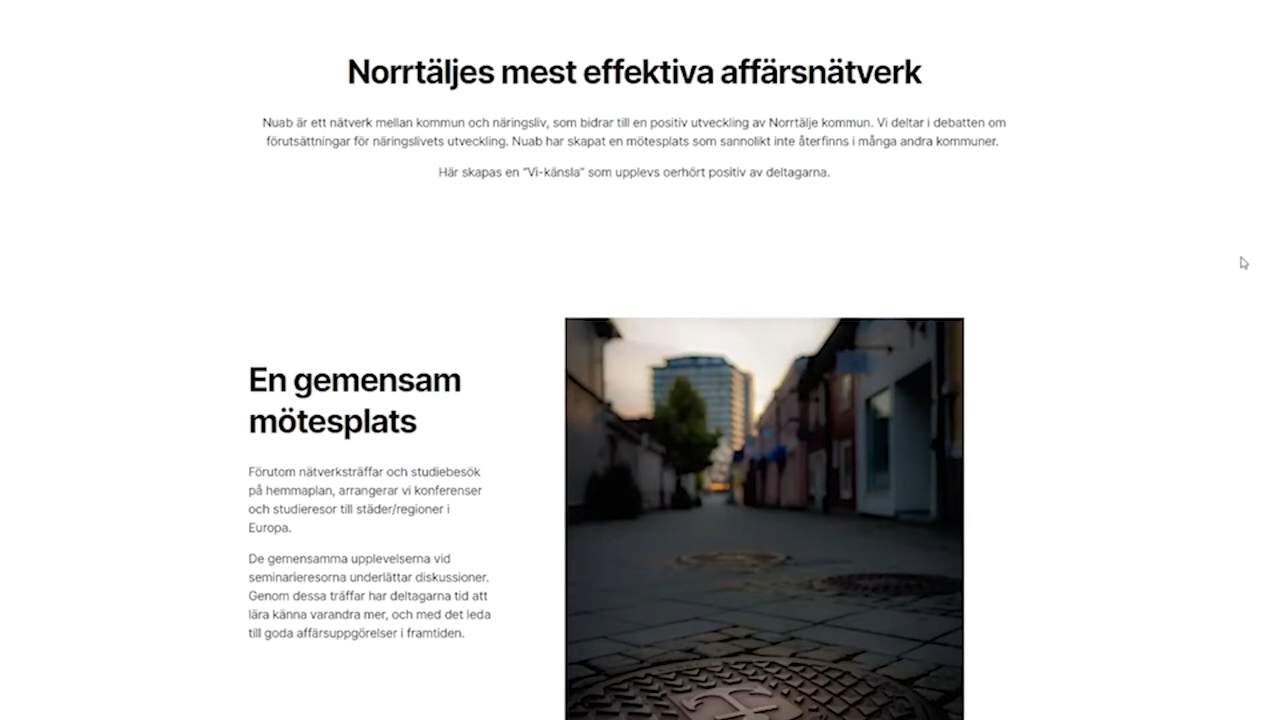 Norrtäljes mest effektiva affärsnätverk
Nuab är ett nätverk mellan kommun och näringsliv, som bidrar till en positiv utveckling av Norrtälje kommun. Vi deltar i debatten om
förutsättningar för näringslivets utveckling. Nuab har skapat en mötesplats som sannolikt inte återfinns i många andra kommuner.
Här skapas en "Vi-känsla" som upplevs oerhört positiv av deltagarna.
En gemensam
mötesplats
Förutom nätverksträffar och studiebesök
på hemmaplan, arrangerar vi konferenser
och studieresor till städer/regioner i
Europa.
De gemensamma upplevelserna vid
seminarieresorna underlättar diskussioner.
Genom dessa träffar har deltagarna tid att
lära känna varandra mer, och med det leda
till goda affärsuppgörelser i framtiden.